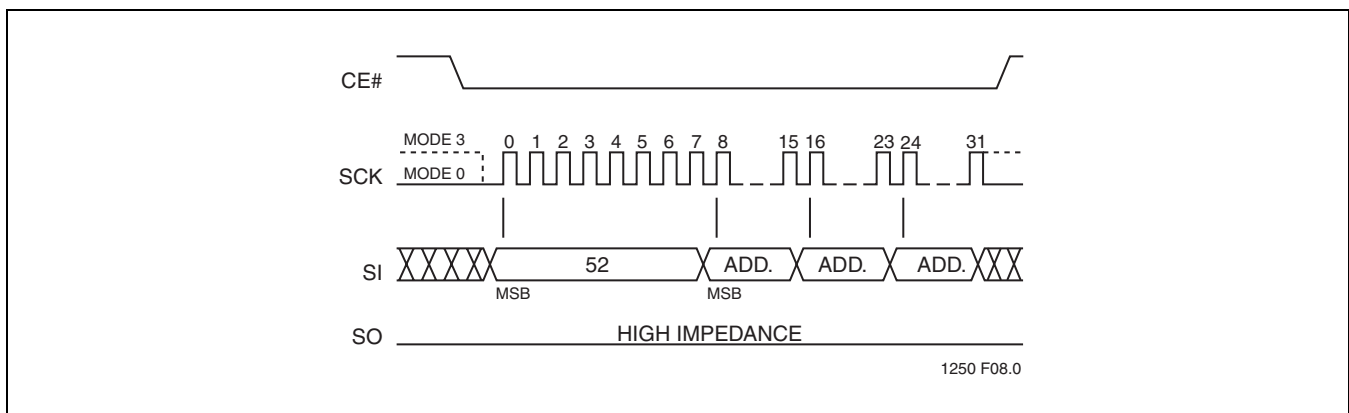 CE#
MODE 3
0 1 2 3 4 5 6 7 8 15 16 23 24 31
SCK
MODE 0
SI
52 ADD. ADD. ADD.
MSB MSB
SO
HIGH IMPEDANCE
1250 F08.0